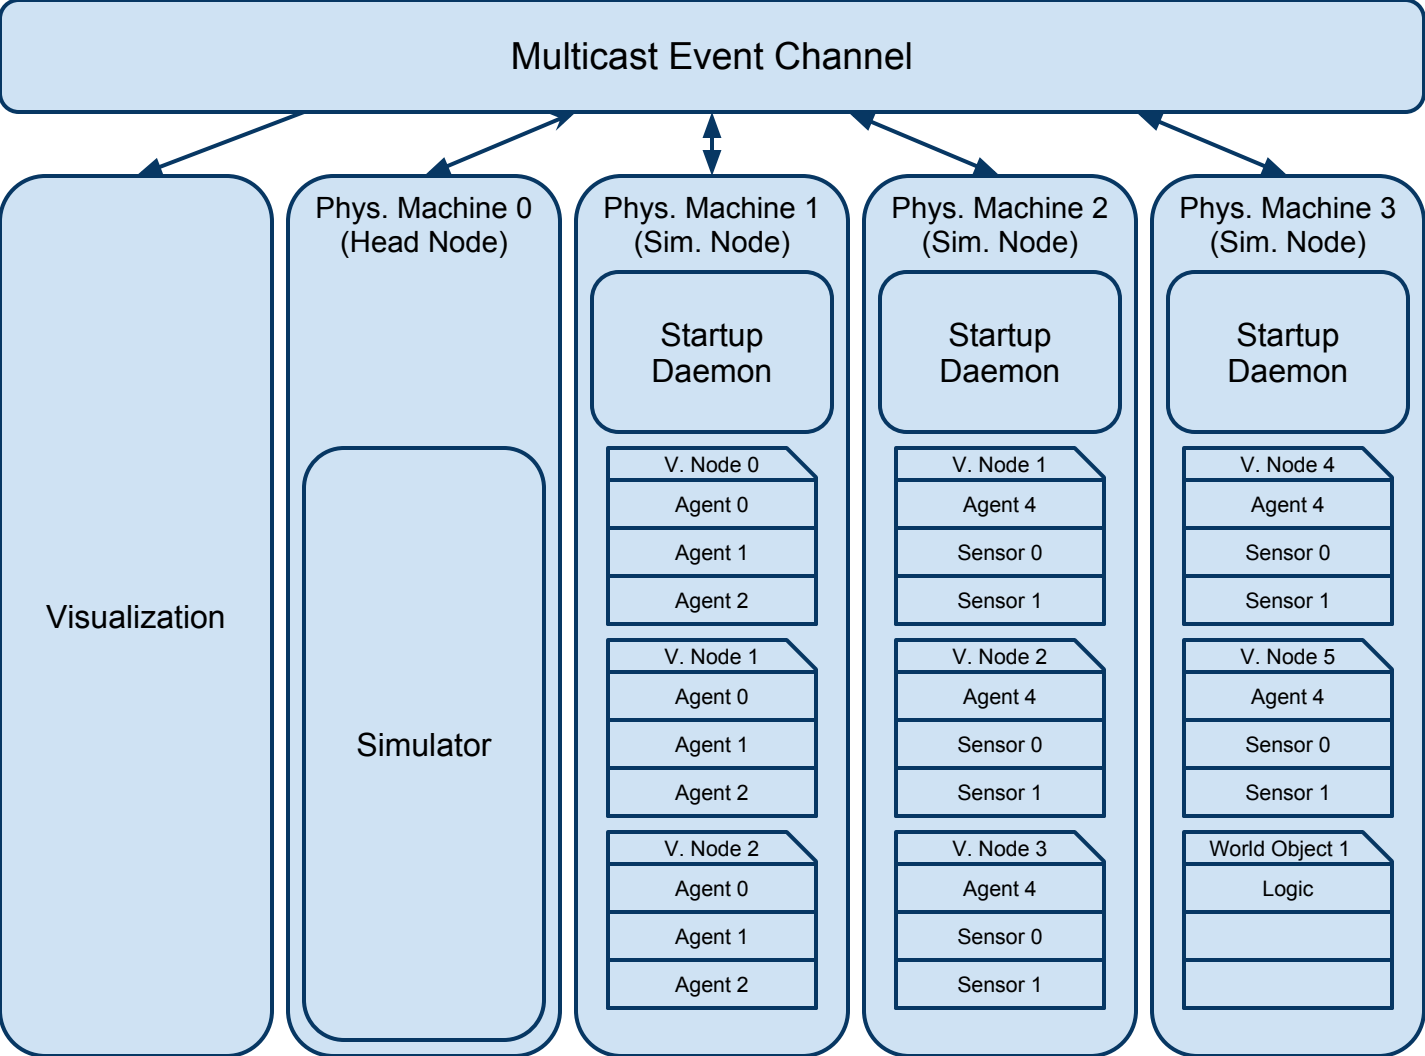 Multicast Event Channel
Visualization
Phys. Machine 0
(Head Node)
Simulator
Phys. Machine 1
(Sim. Node)
Startup
Daemon
V. Node 0
Agent 0
Agent 1
Agent 2
V. Node 1
Agent 0
Agent 1
Agent 2
V. Node 2
Agent 0
Agent 1
Agent 2
Phys. Machine 2
(Sim. Node)
Startup
Daemon
V. Node 1
Agent 4
Sensor 0
Sensor 1
V. Node 2
Agent 4
Sensor 0
Sensor 1
V. Node 3
Agent 4
Sensor 0
Sensor 1
Phys. Machine 3
(Sim. Node)
Startup
Daemon
V. Node 4
Agent 4
Sensor 0
Sensor 1
V. Node 5
Agent 4
Sensor 0
Sensor 1
World Object 1
Logic